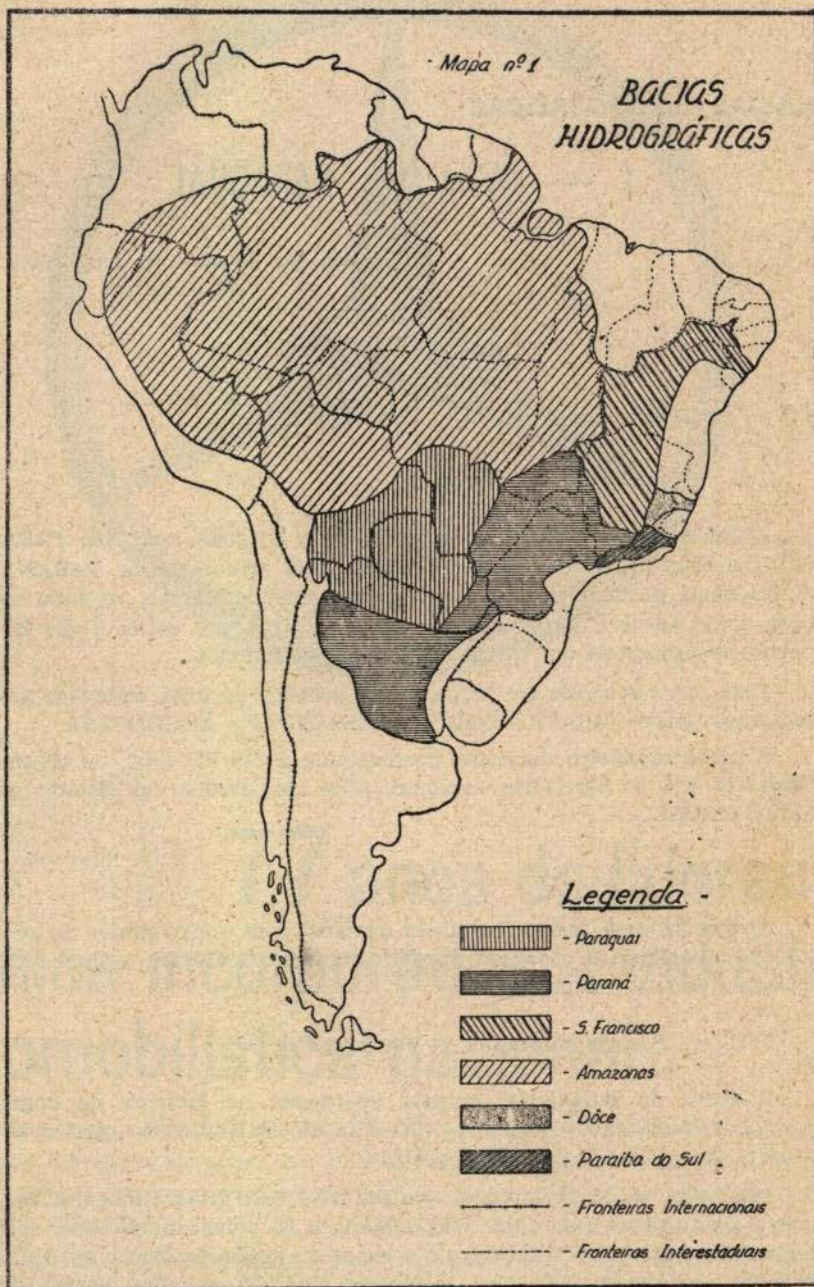 - Mapa nº 1
BACIAS
HIDROGRÁFICAS
Legenda -
- Paraguai
- Paraná
- S. Francisco
- Amazonas
- Dôce
- Paraíba do Sul
- Fronteiras Internacionais
- Fronteiras Interestaduais